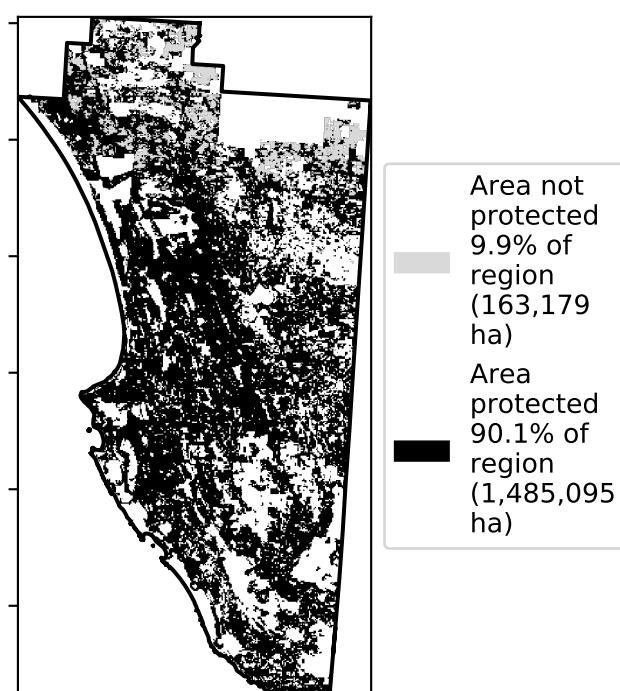 Area not
protected
9.9% of
region
(163,179
ha)
Area
protected
90.1% of
region
(1,485,095
ha)